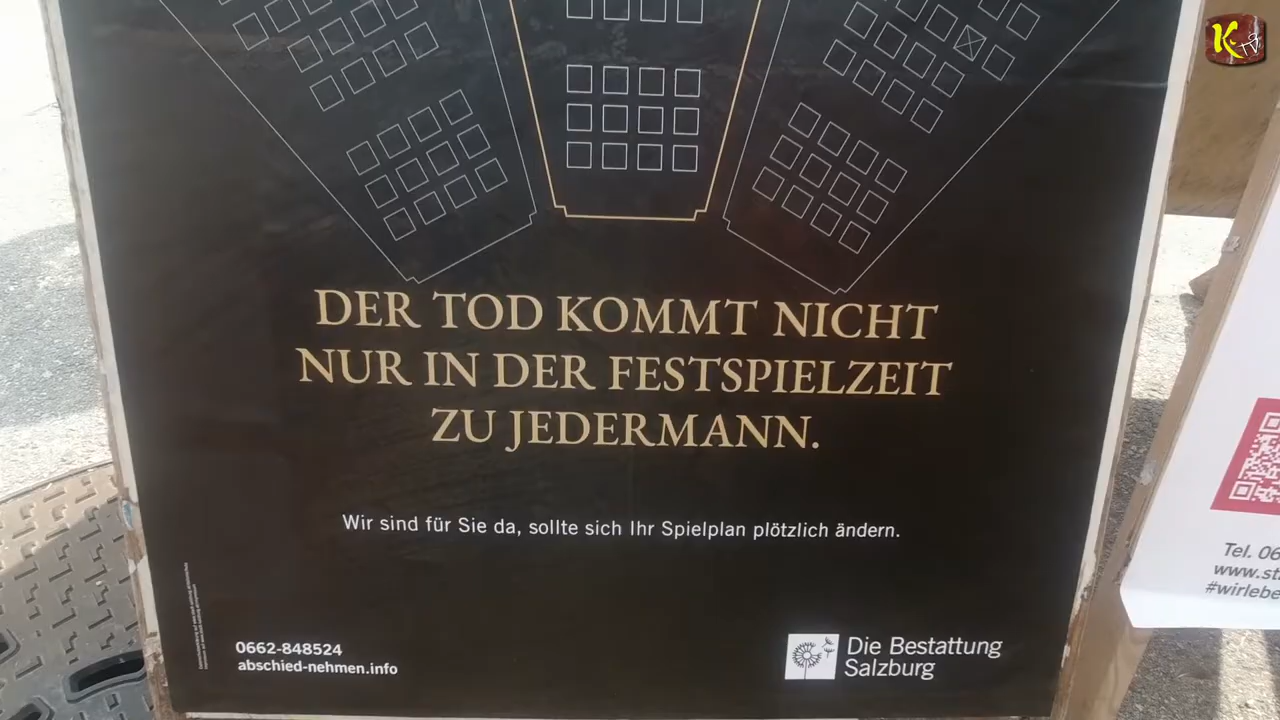 K
DER TOD KOMMT NICHT
NUR IN DER FESTSPIELZEIT
ZU JEDERMANN.
Wir sind für Sie da, sollte sich Ihr Spielplan plötzlich ändern.
0662-848524
abschied-nehmen.info
Die Bestattung
Salzburg
Tel. 06
www.st
#wirlebe